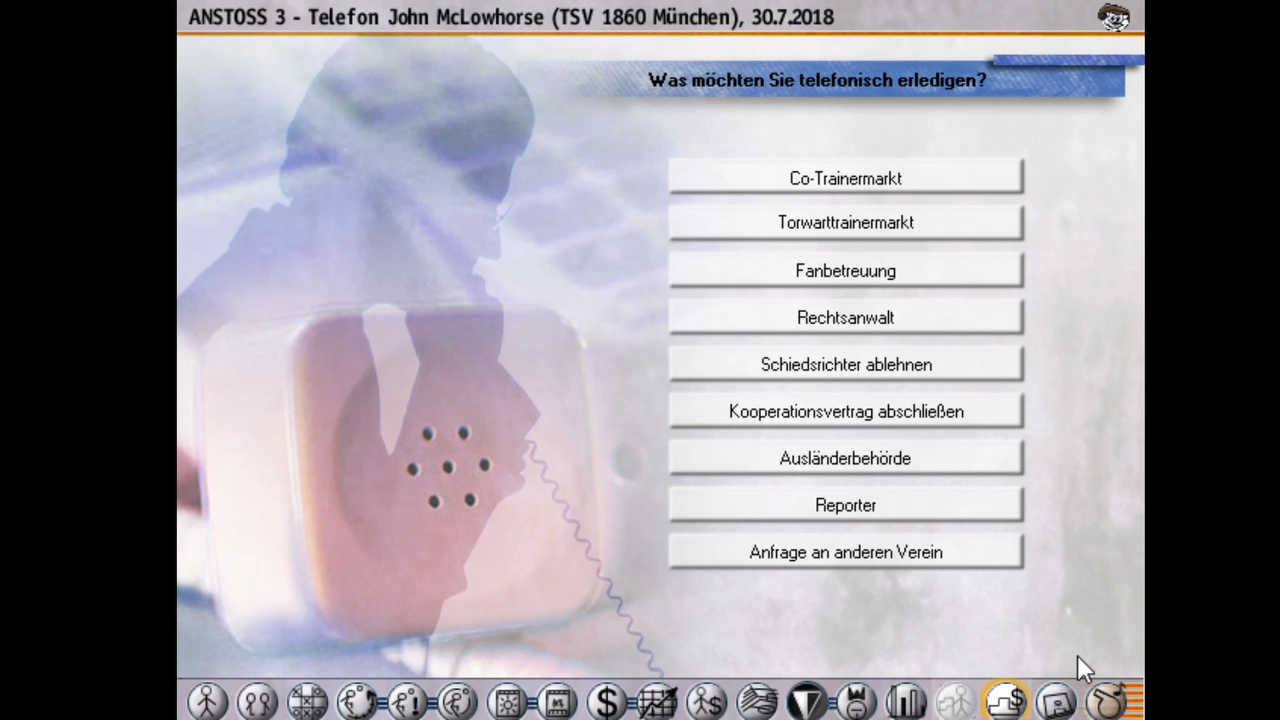 ANSTOSS 3 - Telefon John McLowhorse (TSV 1860 München), 30.7.2018
Was möchten Sie telefonisch erledigen?
Co-Trainermarkt
Torwarttrainermarkt
Fanbetreuung
Rechtsanwalt
Schiedsrichter ablehnen
Kooperationsvertrag abschließen
Ausländerbehörde
Reporter
Anfrage an anderen Verein